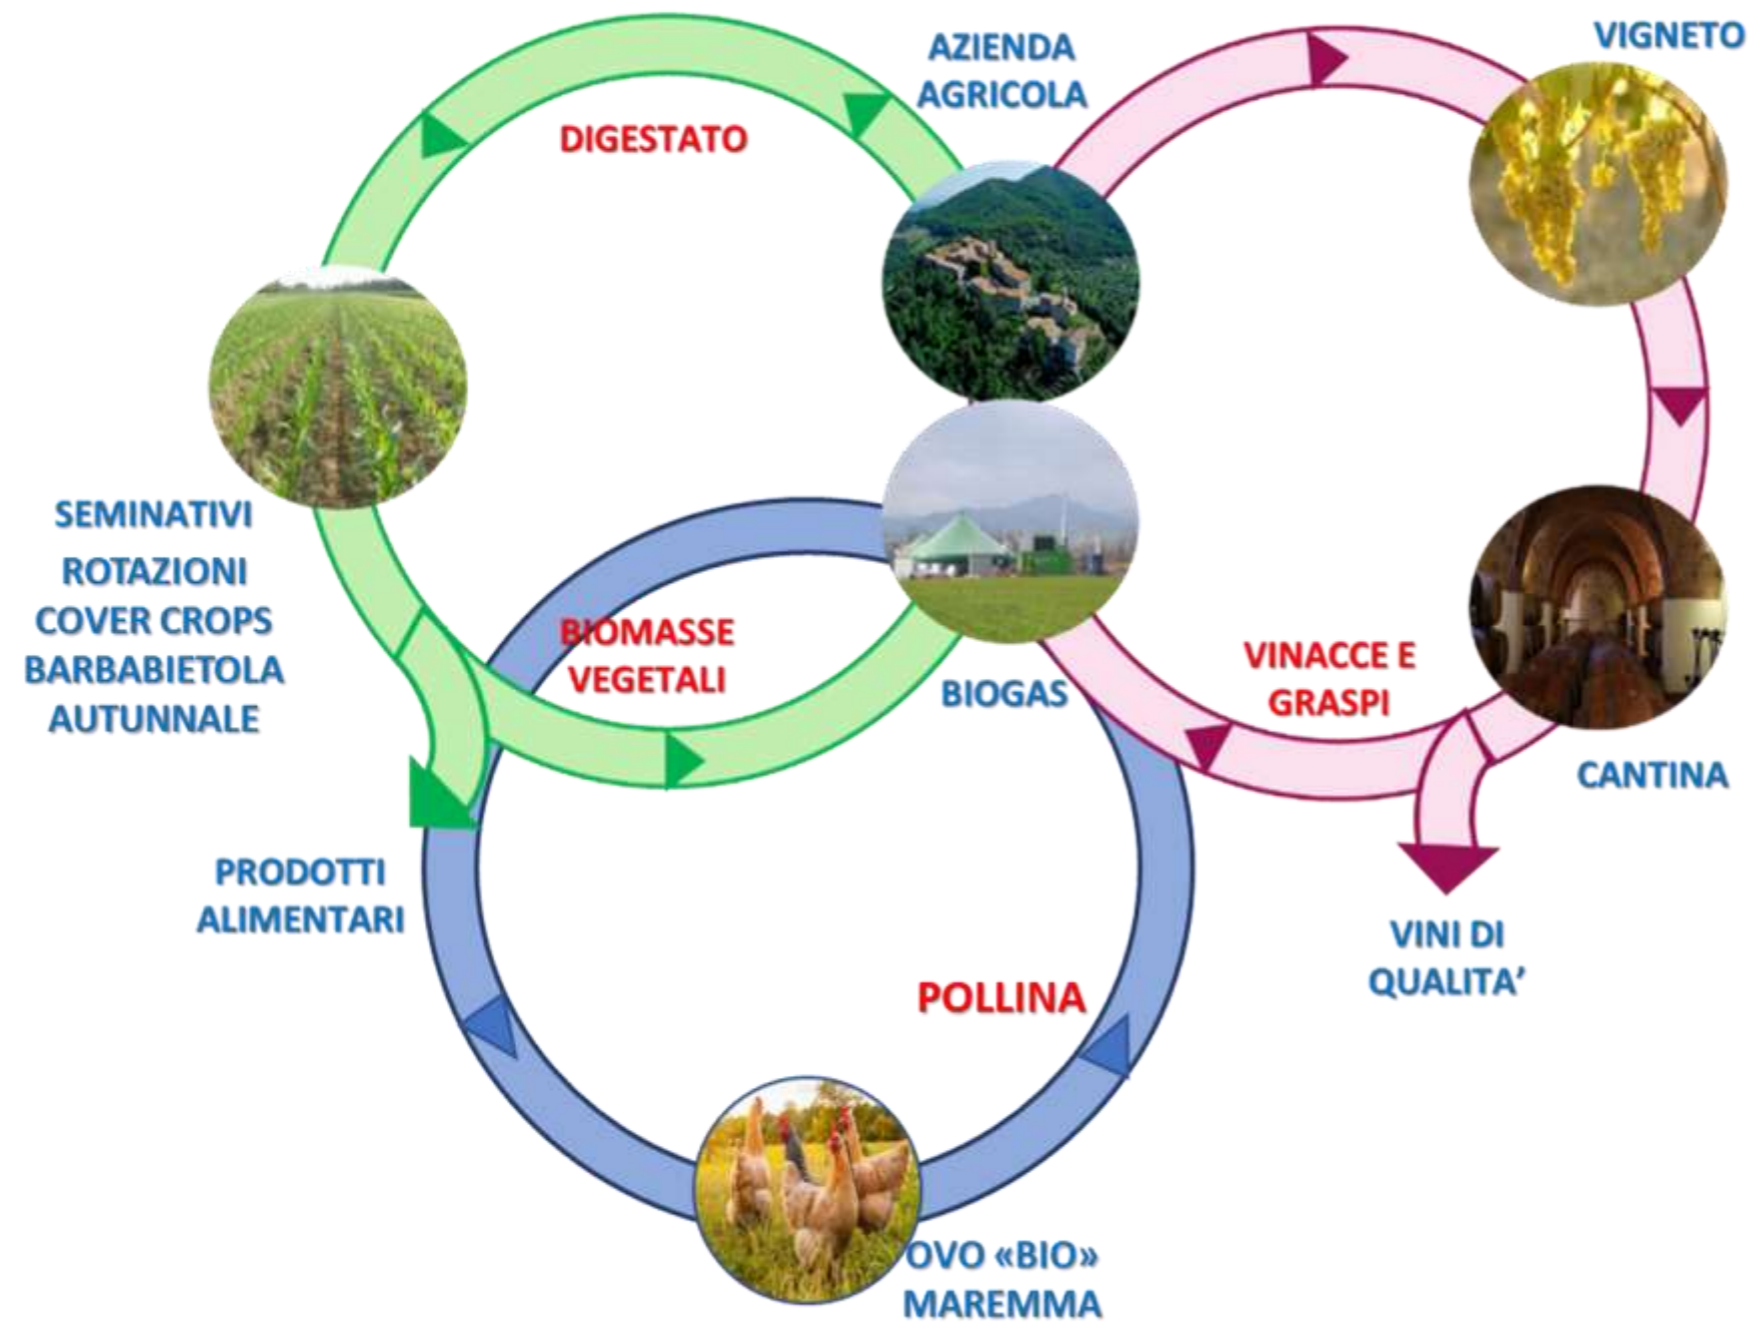 VIGNETO
AZIENDA
AGRICOLA
DIGESTATO
SEMINATIVI
ROTAZIONI
COVER CROPS
BARBABIETOLA
AUTUNNALE
BIOMASSE
VEGETALI
BIOGAS
VINACCE E
GRASPI
CANTINA
PRODOTTI
ALIMENTARI
VINI DI
QUALITA’
POLLINA
OVO «BIO»
MAREMMA